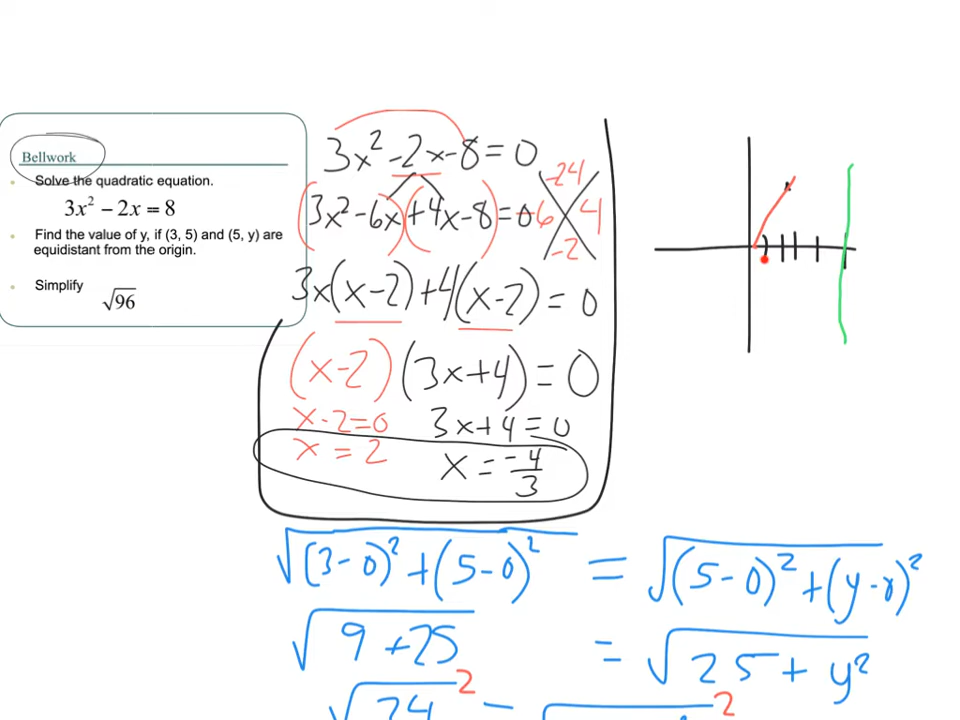 Bellwork
Solve the quadratic equation.
3x² − 2x = 8
Find the value of y, if (3, 5) and (5, y) are
equidistant from the origin.
Simplify
√96
3x² -2x -8 = 0
(3x² -6x)(+4x -8) = 0
-24
-6 4
-2
3x(x-2)+4(x-2) = 0
(x-2)(3x+4) = 0
x-2=0 3x+4=0
x = 2 x = -4/3
√(3-0)² + (5-0)² = √(5-0)² + (y-0)²
√9+25 = √25 + y²